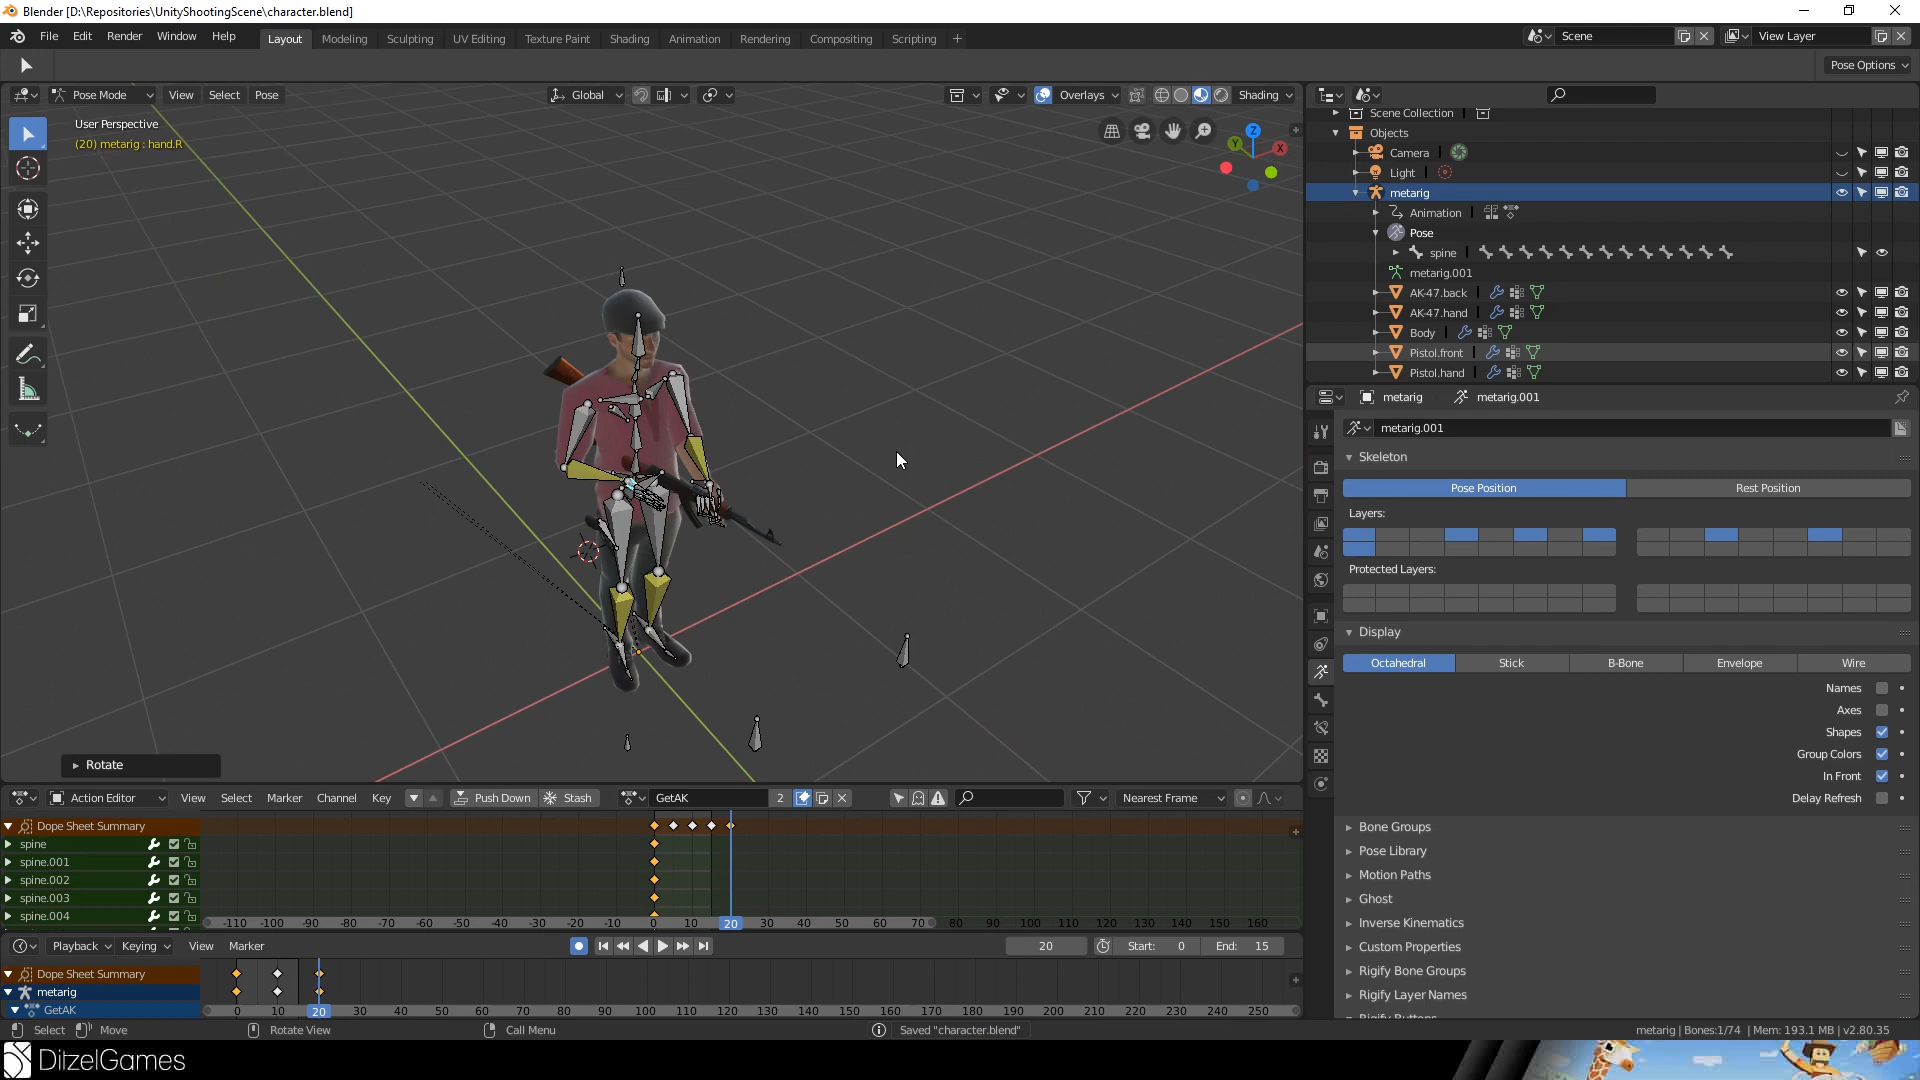 Blender [D:\Repositories\UnityShootingScene\character.blend]
File Edit Render Window Help Layout Modeling Sculpting UV Editing Texture Paint Shading Animation Rendering Compositing Scripting + Scene View Layer
Pose Options
Pose Mode View Select Pose Global Overlays Shading
User Perspective
(20) metarig : hand.R
Z
Y
X
Rotate
Scene Collection
Objects
Camera
Light
metarig
Animation
Pose
spine
metarig.001
AK-47.back
AK-47.hand
Body
Pistol.front
Pistol.hand
metarig metarig.001
metarig.001
Skeleton
Pose Position Rest Position
Layers:
Protected Layers:
Display
Octahedral Stick B-Bone Envelope Wire
Names
Axes
Shapes
Group Colors
In Front
Delay Refresh
Bone Groups
Pose Library
Motion Paths
Ghost
Inverse Kinematics
Custom Properties
Rigify Bone Groups
Rigify Layer Names
Action Editor View Select Marker Channel Key Push Down Stash GetAK 2 Nearest Frame
Dope Sheet Summary
spine
spine.001
spine.002
spine.003
spine.004
-110 -100 -90 -80 -70 -60 -50 -40 -30 -20 -10 0 10 20 30 40 50 60 70 80 90 100 110 120 130 140 150 160
Playback Keying View Marker 20 Start: 0 End: 15
Dope Sheet Summary
metarig
GetAK
0 10 20 30 40 50 60 70 80 90 100 110 120 130 140 150 160 170 180 190 200 210 220 230 240 250
Select Move Rotate View Call Menu Saved "character.blend" metarig | Bones:1/74 | Mem: 193.1 MB | v2.80.35
DitzelGames